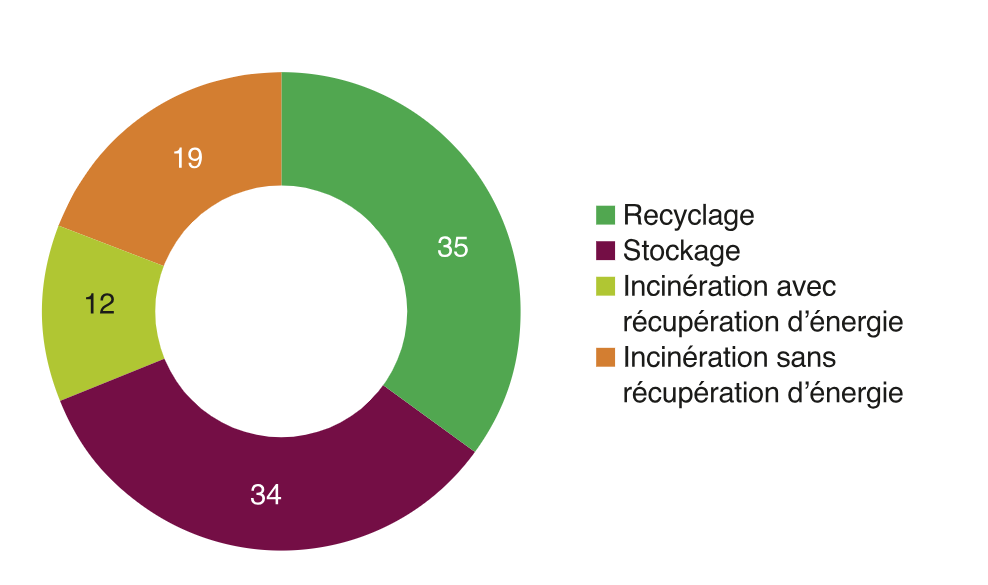 19
35
12
34
Recyclage
Stockage
Incinération avec
récupération d’énergie
Incinération sans
récupération d’énergie